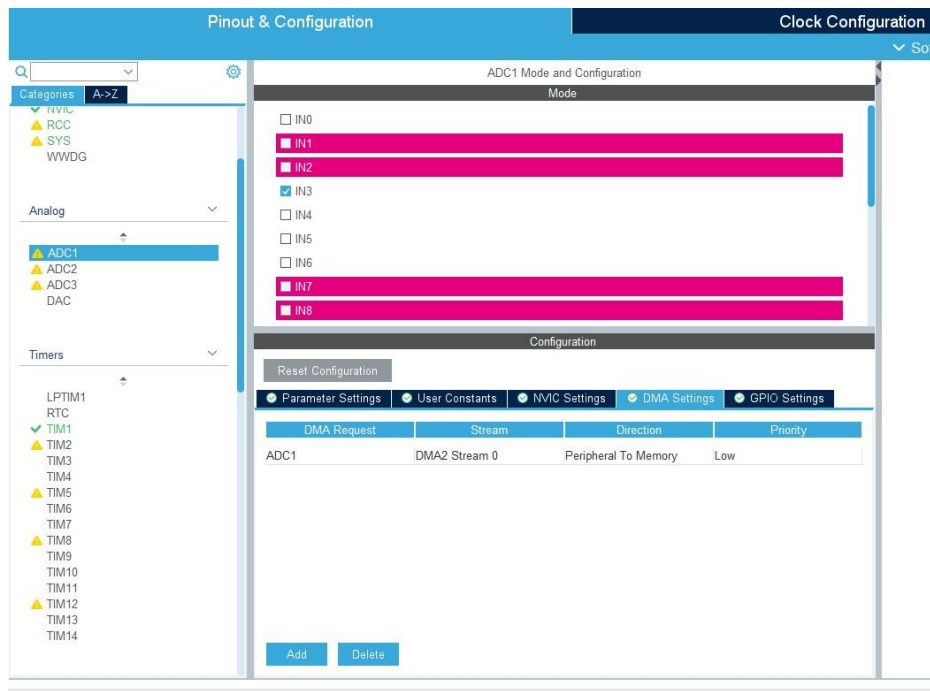 Pinout & Configuration
Clock Configuration
So
Categories
A->Z
NVIC
RCC
SYS
WWDG
Analog
ADC1
ADC2
ADC3
DAC
Timers
LPTIM1
RTC
TIM1
TIM2
TIM3
TIM4
TIM5
TIM6
TIM7
TIM8
TIM9
TIM10
TIM11
TIM12
TIM13
TIM14
ADC1 Mode and Configuration
Mode
IN0
IN1
IN2
IN3
IN4
IN5
IN6
IN7
IN8
Configuration
Reset Configuration
Parameter Settings User Constants NVIC Settings DMA Settings GPIO Settings
DMA Request Stream Direction Priority
ADC1 DMA2 Stream 0 Peripheral To Memory Low
Add Delete